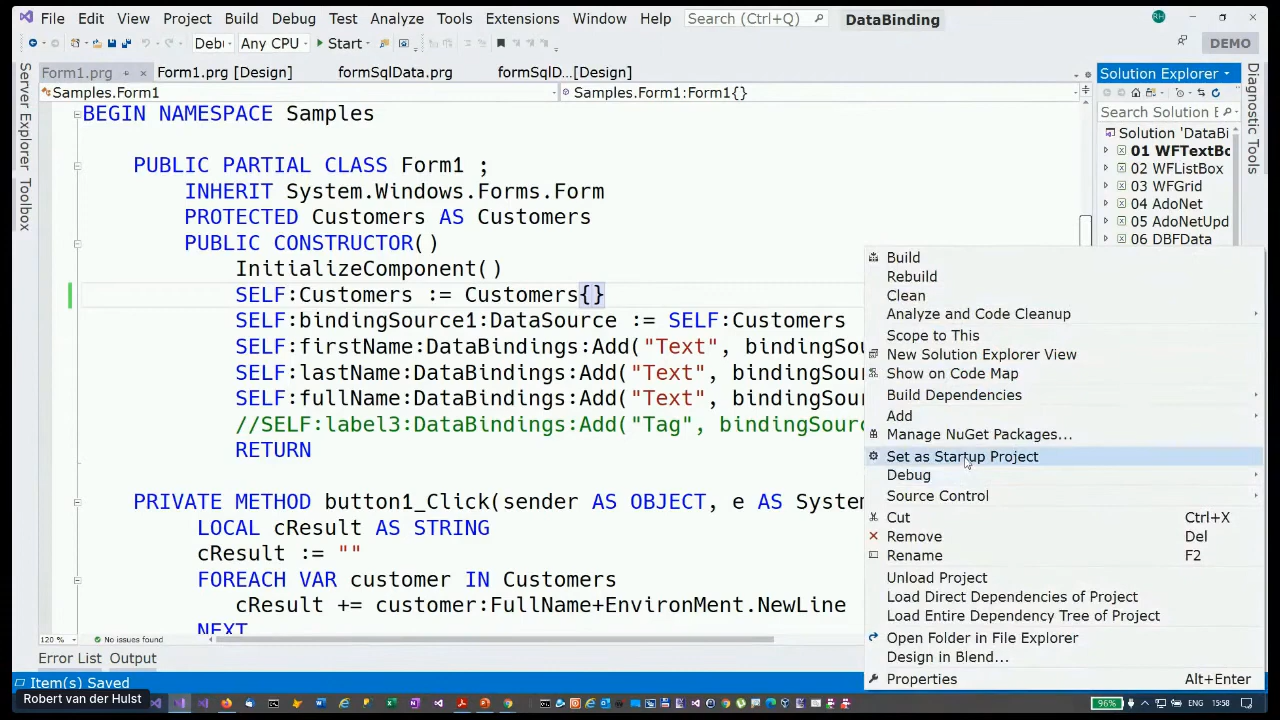 File Edit View Project Build Debug Test Analyze Tools Extensions Window Help Search (Ctrl+Q) DataBinding RH
Debu Any CPU Start DEMO
Form1.prg Form1.prg [Design] formSqlData.prg formSqlD...[Design]
Solution Explorer
Samples.Form1 Samples.Form1:Form1{}
Search Solution
Server Explorer
Toolbox
Diagnostic Tools
Solution 'DataBi
01 WFTextBo
02 WFListBox
03 WFGrid
04 AdoNet
05 AdoNetUpd
06 DBFData
BEGIN NAMESPACE Samples
PUBLIC PARTIAL CLASS Form1 ;
INHERIT System.Windows.Forms.Form
PROTECTED Customers AS Customers
PUBLIC CONSTRUCTOR()
InitializeComponent()
SELF:Customers := Customers{}
SELF:bindingSource1:DataSource := SELF:Customers
SELF:firstName:DataBindings:Add("Text", bindingSou
SELF:lastName:DataBindings:Add("Text", bindingSou
SELF:fullName:DataBindings:Add("Text", bindingSou
//SELF:label3:DataBindings:Add("Tag", bindingSourc
RETURN
PRIVATE METHOD button1_Click(sender AS OBJECT, e AS System
LOCAL cResult AS STRING
cResult := ""
FOREACH VAR customer IN Customers
cResult += customer:FullName+EnvironMent.NewLine
NEXT
Build
Rebuild
Clean
Analyze and Code Cleanup
Scope to This
New Solution Explorer View
Show on Code Map
Build Dependencies
Add
Manage NuGet Packages...
Set as Startup Project
Debug
Source Control
Cut Ctrl+X
Remove Del
Rename F2
Unload Project
Load Direct Dependencies of Project
Load Entire Dependency Tree of Project
Open Folder in File Explorer
Design in Blend...
Properties Alt+Enter
120 % No issues found
Error List Output
Item(s) Saved
Robert van der Hulst
96% ENG 15:58